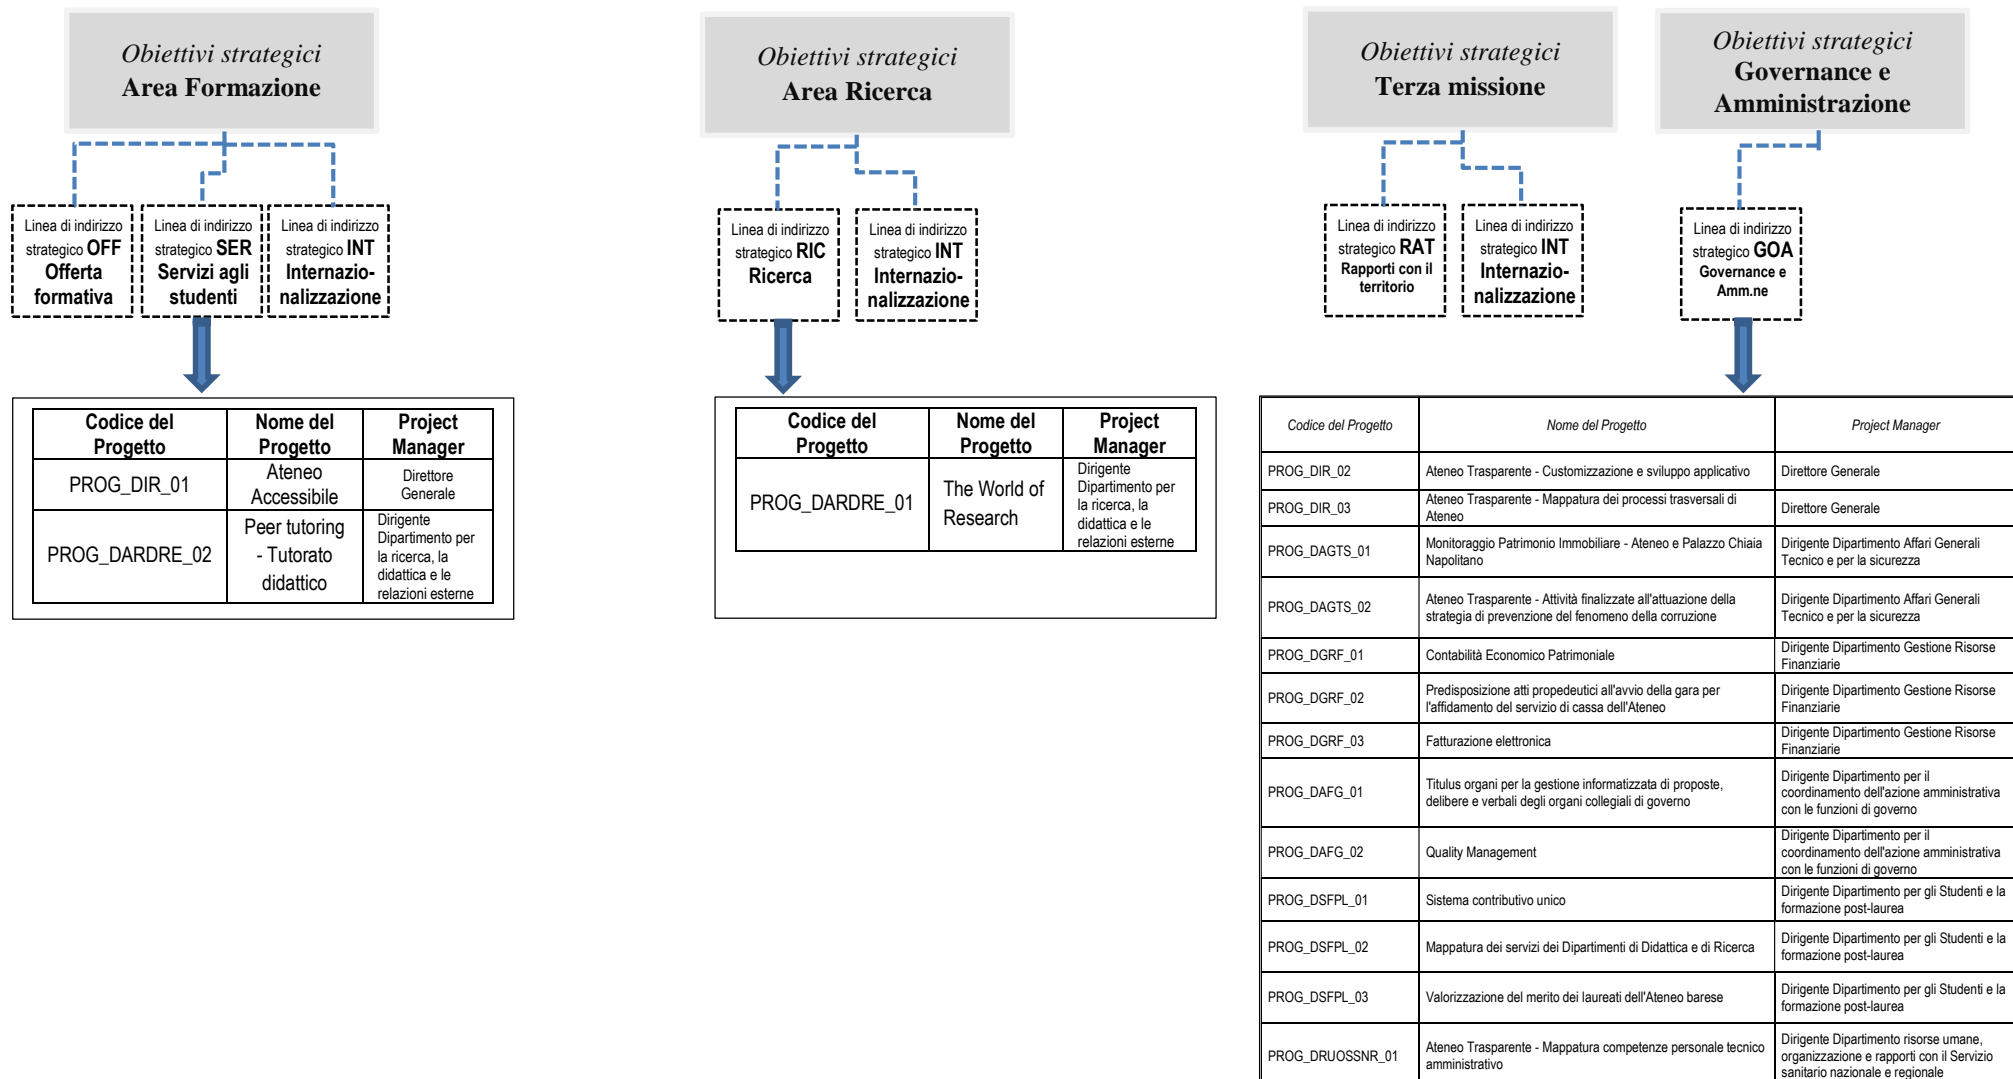 Obiettivi strategici
Area Formazione
Linea di indirizzo
strategico OFF
Offerta
formativa
Linea di indirizzo
strategico SER
Servizi agli
studenti
Linea di indirizzo
strategico INT
Internazio-
nalizzazione
Codice del
Progetto
Nome del
Progetto
Project
Manager
PROG_DIR_01
Ateneo
Accessibile
Direttore
Generale
PROG_DARDRE_02
Peer tutoring
- Tutorato
didattico
Dirigente
Dipartimento per
la ricerca, la
didattica e le
relazioni esterne
Obiettivi strategici
Area Ricerca
Linea di indirizzo
strategico RIC
Ricerca
Linea di indirizzo
strategico INT
Internazio-
nalizzazione
Codice del
Progetto
Nome del
Progetto
Project
Manager
PROG_DARDRE_01
The World of
Research
Dirigente
Dipartimento per
la ricerca, la
didattica e le
relazioni esterne
Obiettivi strategici
Terza missione
Linea di indirizzo
strategico RAT
Rapporti con il
territorio
Linea di indirizzo
strategico INT
Internazio-
nalizzazione
Obiettivi strategici
Governance e
Amministrazione
Linea di indirizzo
strategico GOA
Governance e
Amm.ne
Codice del Progetto
Nome del Progetto
Project Manager
PROG_DIR_02
Ateneo Trasparente - Customizzazione e sviluppo applicativo
Direttore Generale
PROG_DIR_03
Ateneo Trasparente - Mappatura dei processi trasversali di
Ateneo
Direttore Generale
PROG_DAGTS_01
Monitoraggio Patrimonio Immobiliare - Ateneo e Palazzo Chiaia
Napolitano
Dirigente Dipartimento Affari Generali
Tecnico e per la sicurezza
PROG_DAGTS_02
Ateneo Trasparente - Attività finalizzate all'attuazione della
strategia di prevenzione del fenomeno della corruzione
Dirigente Dipartimento Affari Generali
Tecnico e per la sicurezza
PROG_DGRF_01
Contabilità Economico Patrimoniale
Dirigente Dipartimento Gestione Risorse
Finanziarie
PROG_DGRF_02
Predisposizione atti propedeutici all'avvio della gara per
l'affidamento del servizio di cassa dell'Ateneo
Dirigente Dipartimento Gestione Risorse
Finanziarie
PROG_DGRF_03
Fatturazione elettronica
Dirigente Dipartimento Gestione Risorse
Finanziarie
PROG_DAFG_01
Titulus organi per la gestione informatizzata di proposte,
delibere e verbali degli organi collegiali di governo
Dirigente Dipartimento per il
coordinamento dell'azione amministrativa
con le funzioni di governo
PROG_DAFG_02
Quality Management
Dirigente Dipartimento per il
coordinamento dell'azione amministrativa
con le funzioni di governo
PROG_DSFPL_01
Sistema contributivo unico
Dirigente Dipartimento per gli Studenti e la
formazione post-laurea
PROG_DSFPL_02
Mappatura dei servizi dei Dipartimenti di Didattica e di Ricerca
Dirigente Dipartimento per gli Studenti e la
formazione post-laurea
PROG_DSFPL_03
Valorizzazione del merito dei laureati dell'Ateneo barese
Dirigente Dipartimento per gli Studenti e la
formazione post-laurea
PROG_DRUOSSNR_01
Ateneo Trasparente - Mappatura competenze personale tecnico
amministrativo
Dirigente Dipartimento risorse umane,
organizzazione e rapporti con il Servizio
sanitario nazionale e regionale